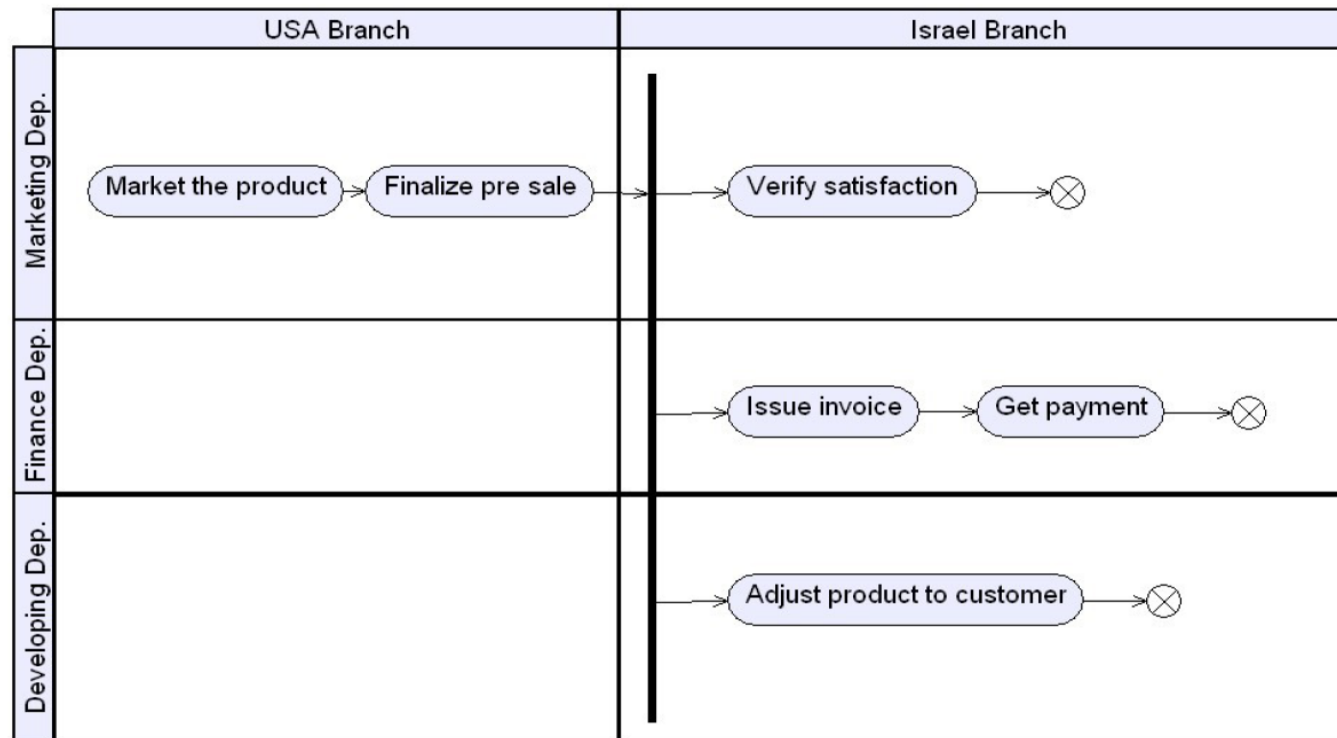 USA Branch
Israel Branch
Marketing Dep.
Market the product
Finalize pre sale
Verify satisfaction
Finance Dep.
Issue invoice
Get payment
Developing Dep.
Adjust product to customer